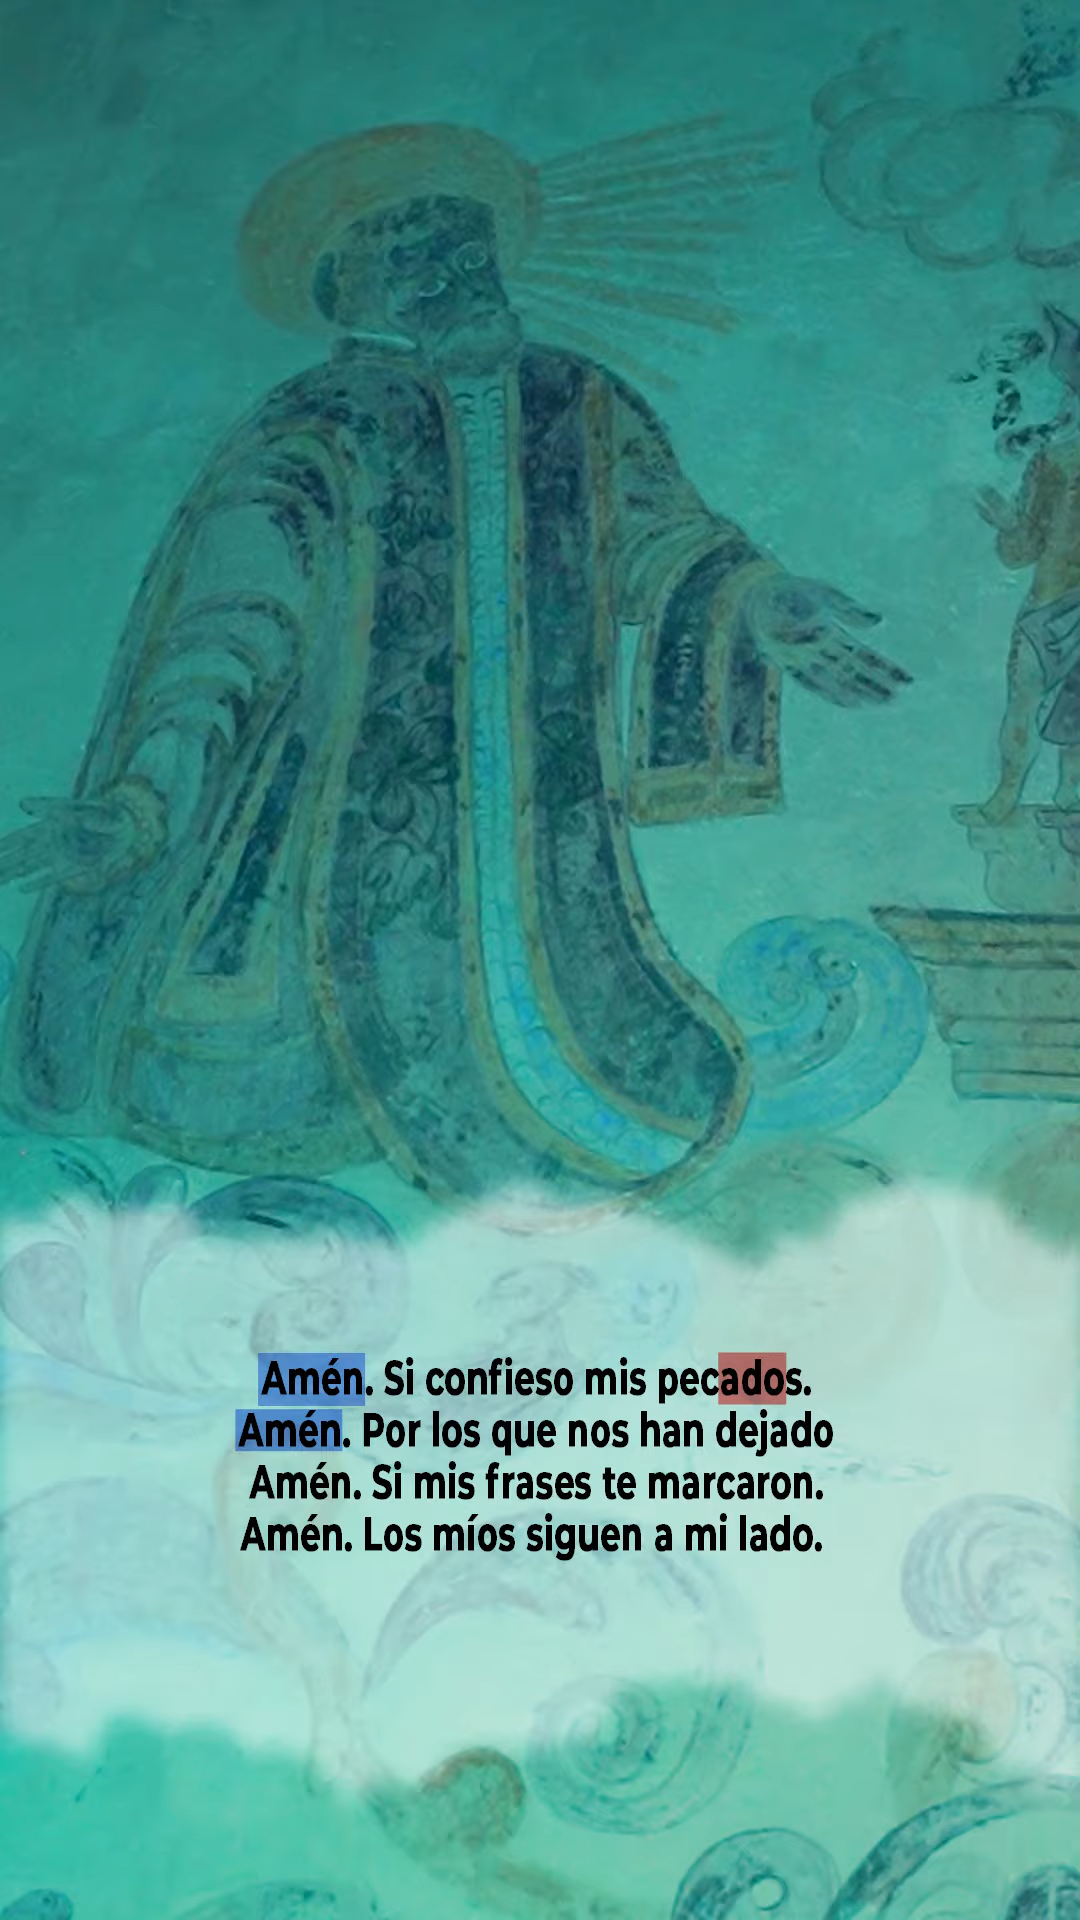 Amén. Si confieso mis pecados.
Amén. Por los que nos han dejado
Amén. Si mis frases te marcaron.
Amén. Los míos siguen a mi lado.